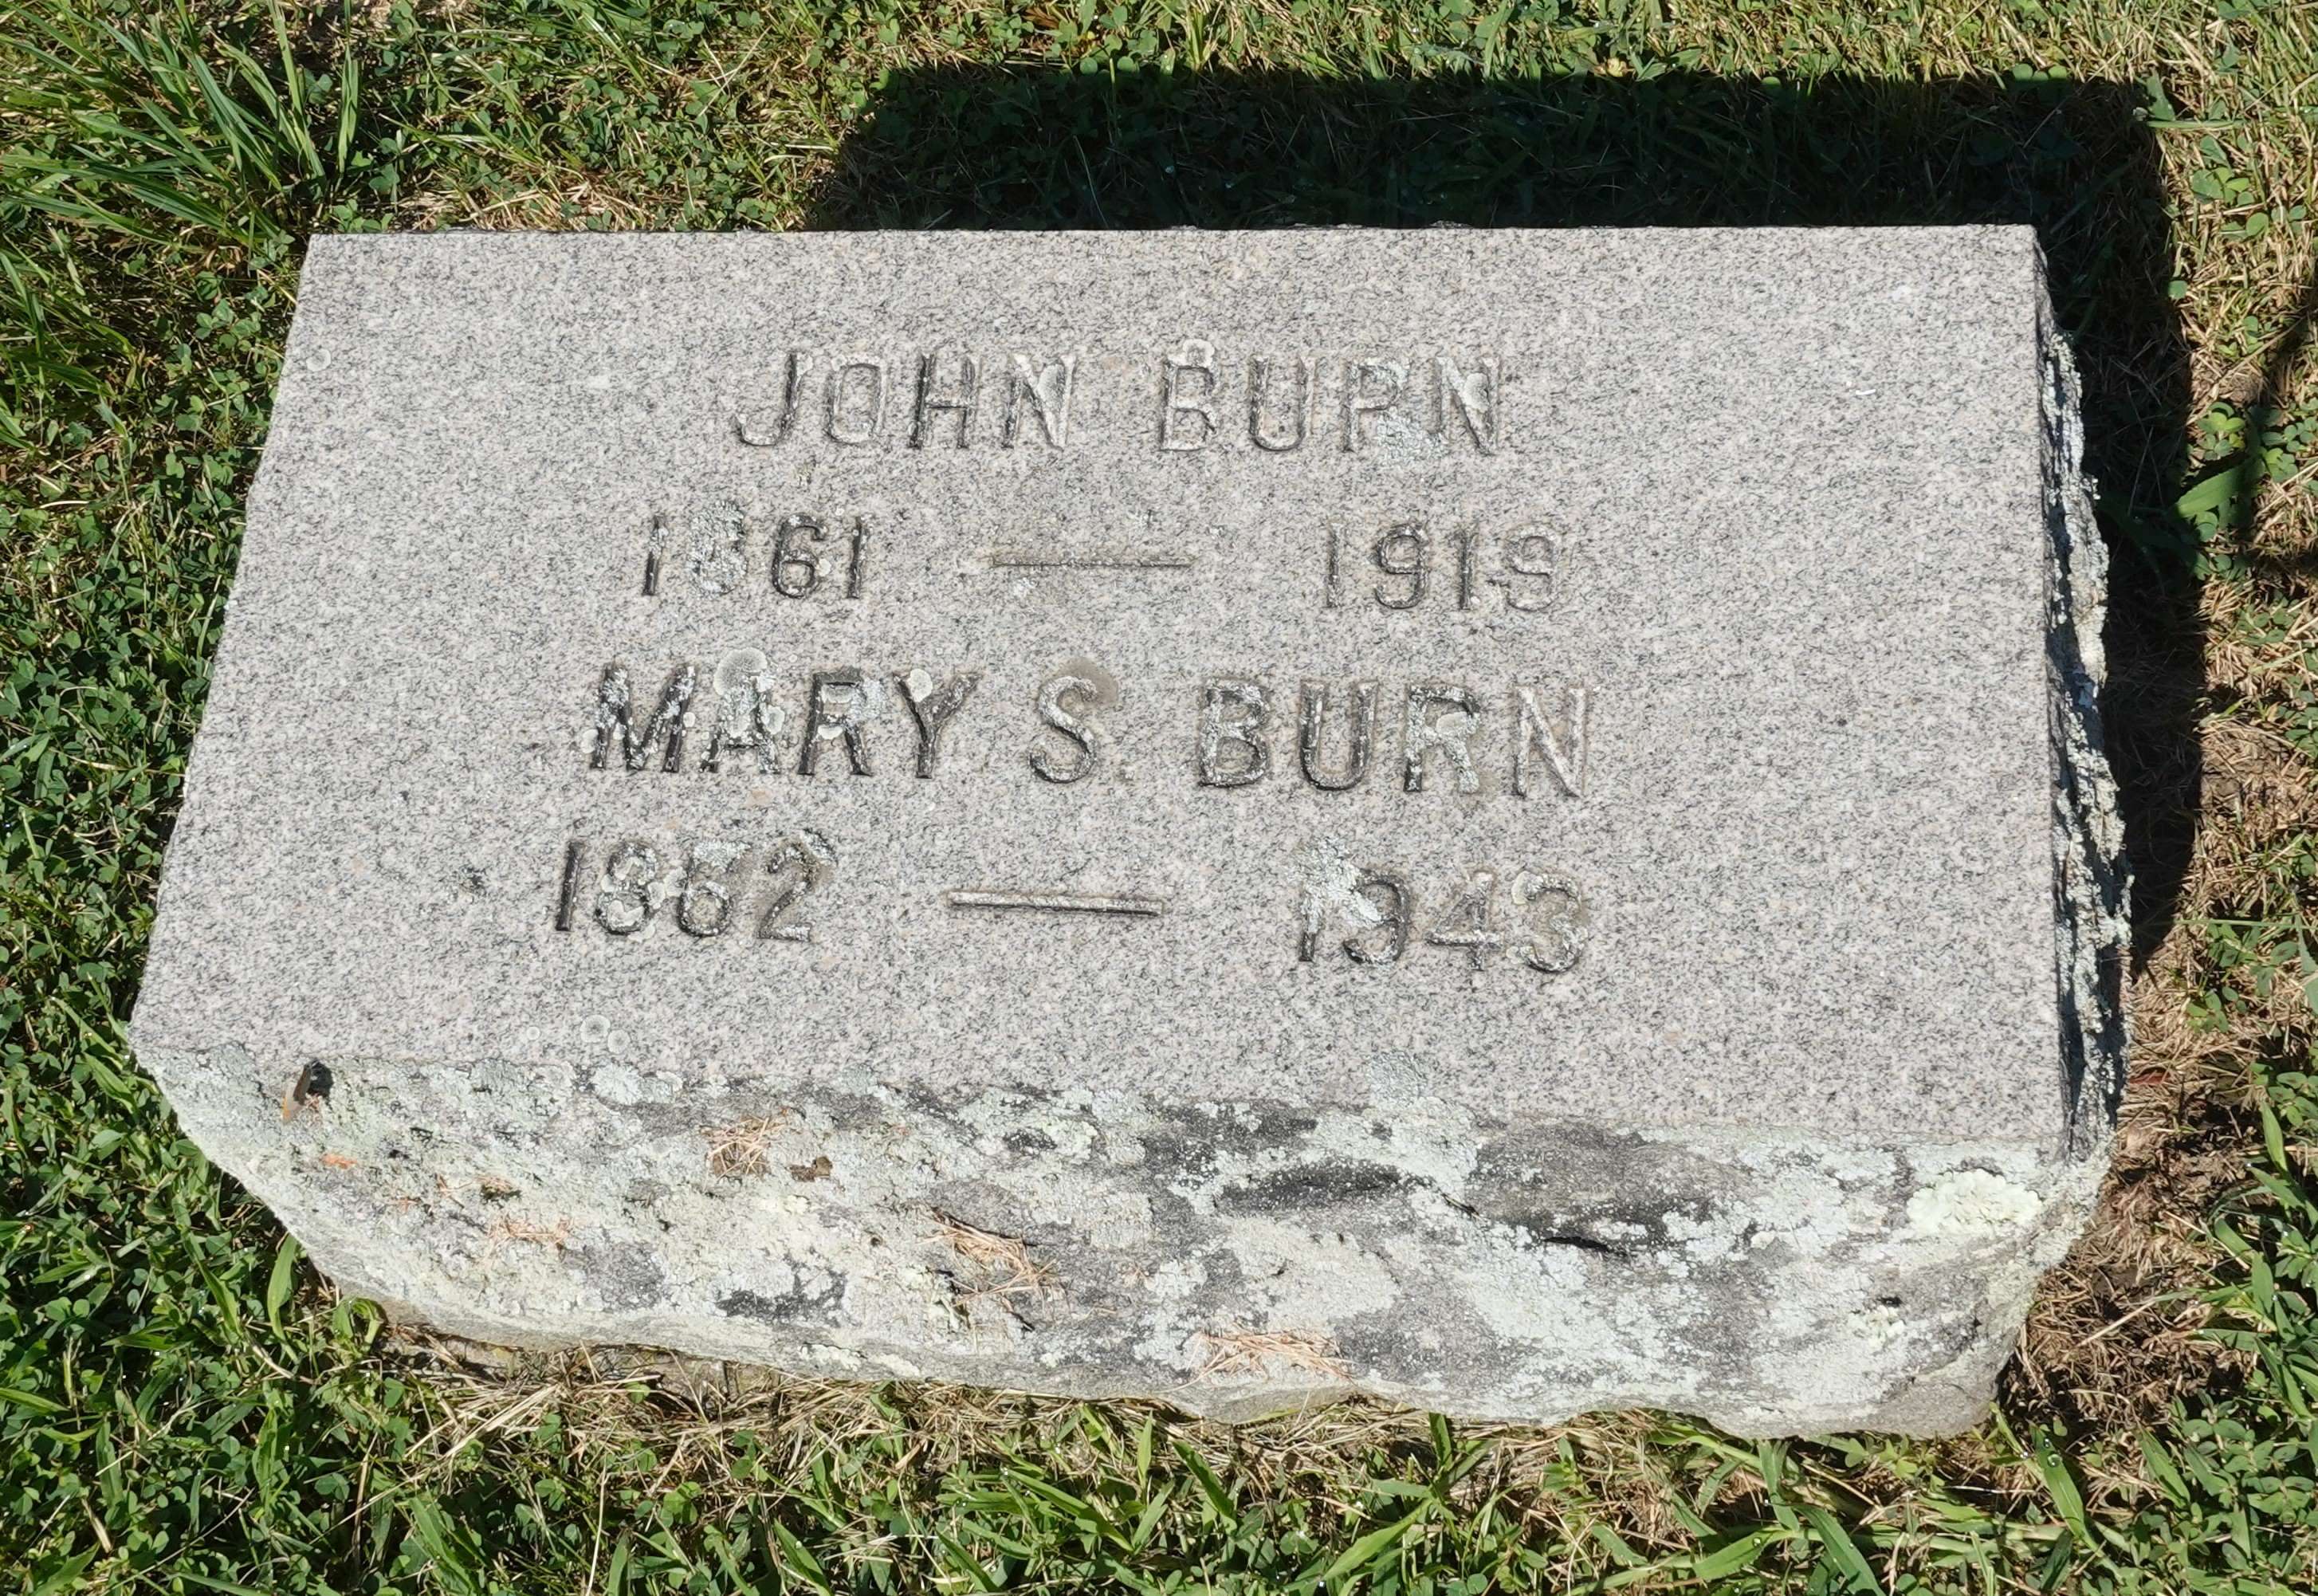 JOHN BURN
1861 — 1919
MARY S. BURN
1862 — 1943